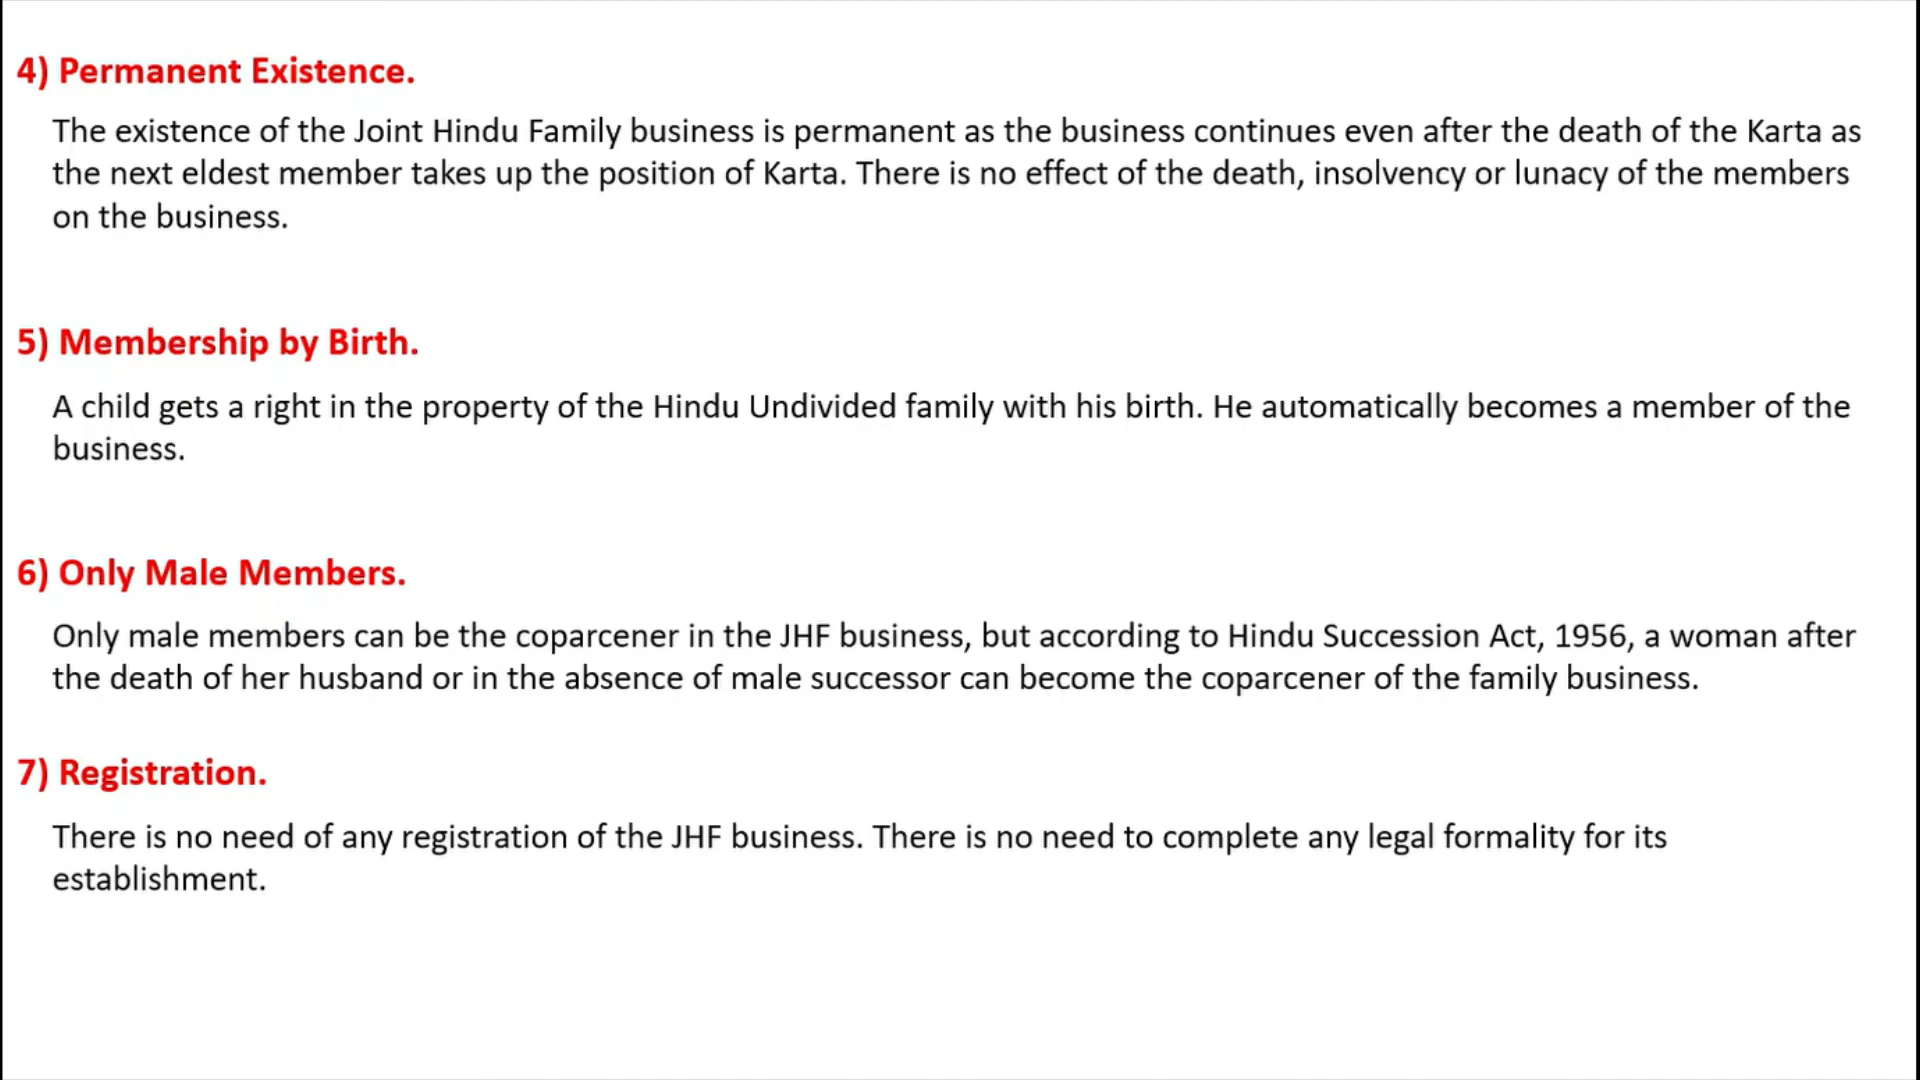 4) Permanent Existence.
The existence of the Joint Hindu Family business is permanent as the business continues even after the death of the Karta as
the next eldest member takes up the position of Karta. There is no effect of the death, insolvency or lunacy of the members
on the business.
5) Membership by Birth.
A child gets a right in the property of the Hindu Undivided family with his birth. He automatically becomes a member of the
business.
6) Only Male Members.
Only male members can be the coparcener in the JHF business, but according to Hindu Succession Act, 1956, a woman after
the death of her husband or in the absence of male successor can become the coparcener of the family business.
7) Registration.
There is no need of any registration of the JHF business. There is no need to complete any legal formality for its
establishment.